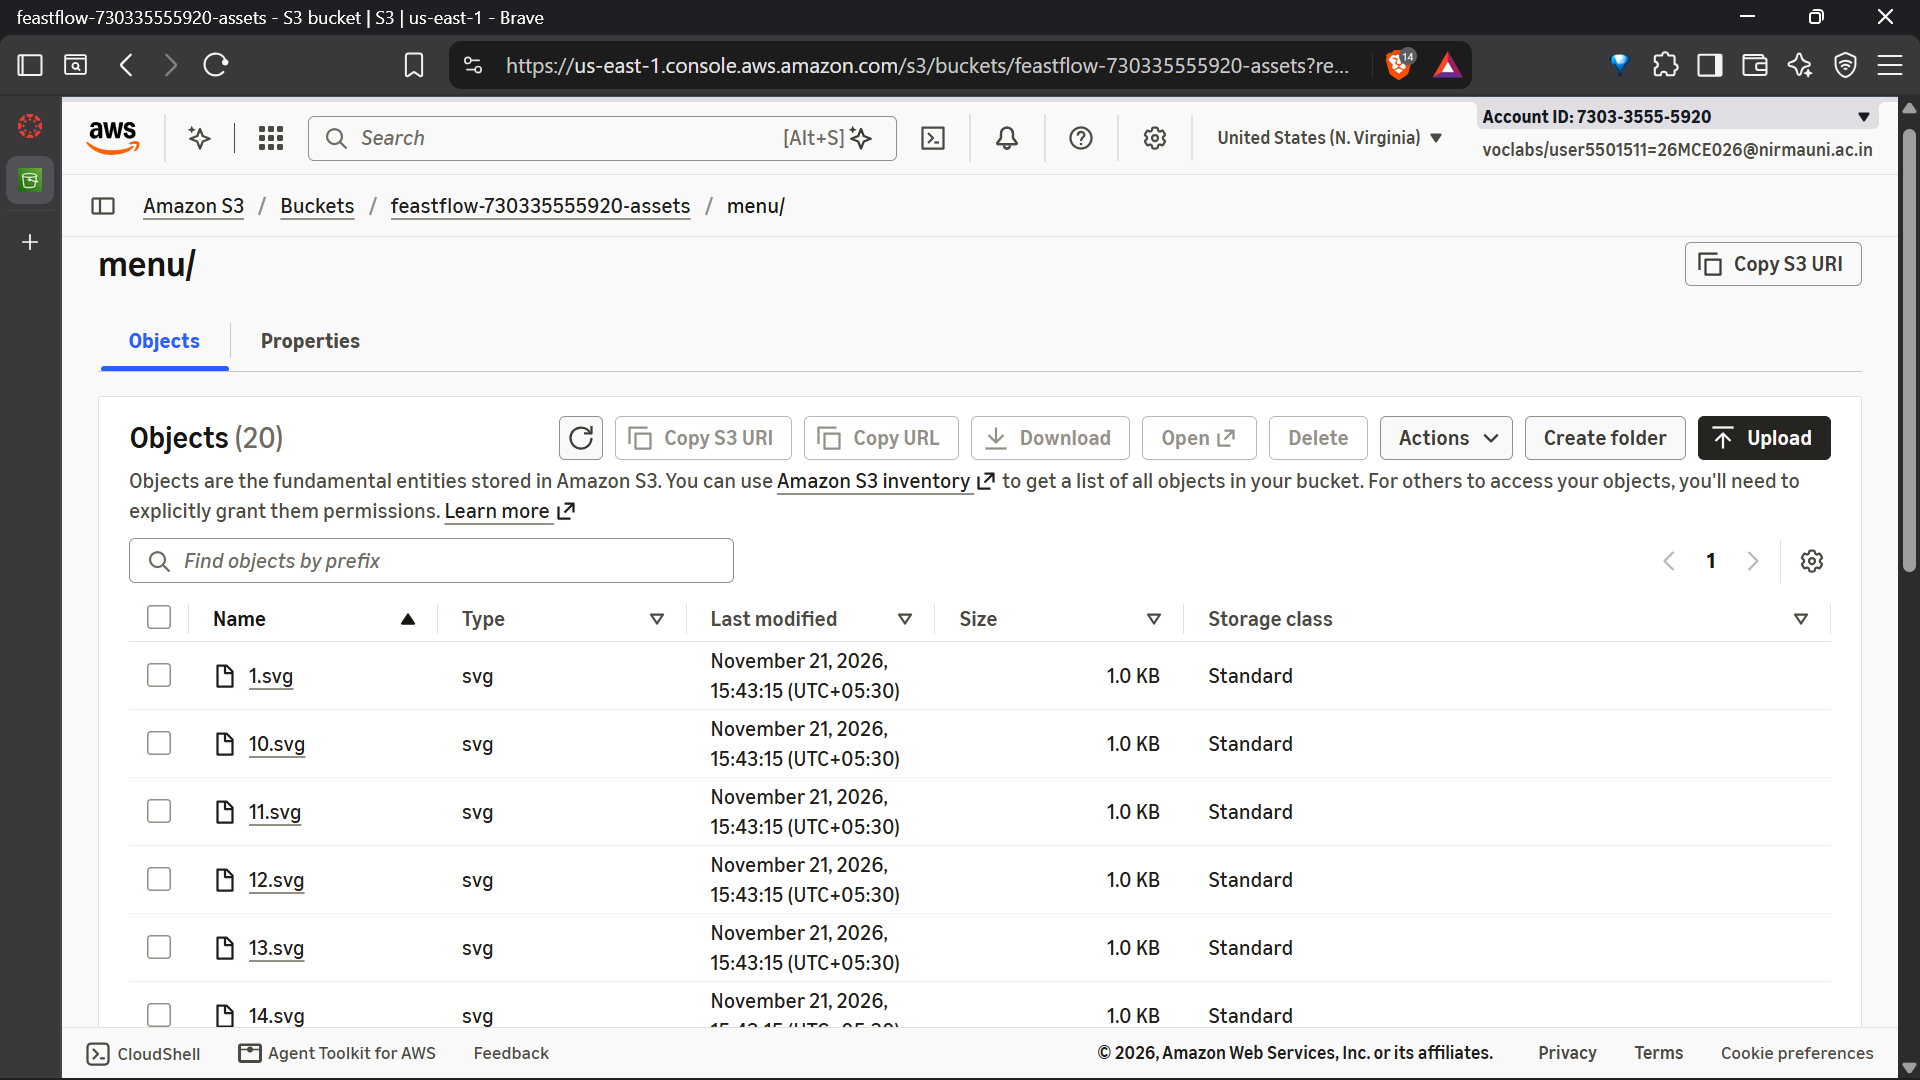 feastflow-730335555920-assets - S3 bucket | S3 | us-east-1 - Brave
https://us-east-1.console.aws.amazon.com/s3/buckets/feastflow-730335555920-assets?re...
14
aws
Search
[Alt+S]
United States (N. Virginia)
Account ID: 7303-3555-5920
voclabs/user5501511=26MCE026@nirmauni.ac.in
Amazon S3 / Buckets / feastflow-730335555920-assets / menu/
menu/
Copy S3 URI
Objects
Properties
Objects (20)
Copy S3 URI
Copy URL
Download
Open
Delete
Actions
Create folder
Upload
Objects are the fundamental entities stored in Amazon S3. You can use Amazon S3 inventory to get a list of all objects in your bucket. For others to access your objects, you'll need to
explicitly grant them permissions. Learn more
Find objects by prefix
1
Name Type Last modified Size Storage class
1.svg svg November 21, 2026, 15:43:15 (UTC+05:30) 1.0 KB Standard
10.svg svg November 21, 2026, 15:43:15 (UTC+05:30) 1.0 KB Standard
11.svg svg November 21, 2026, 15:43:15 (UTC+05:30) 1.0 KB Standard
12.svg svg November 21, 2026, 15:43:15 (UTC+05:30) 1.0 KB Standard
13.svg svg November 21, 2026, 15:43:15 (UTC+05:30) 1.0 KB Standard
14.svg svg November 21, 2026, 1.0 KB Standard
CloudShell
Agent Toolkit for AWS
Feedback
© 2026, Amazon Web Services, Inc. or its affiliates.
Privacy
Terms
Cookie preferences